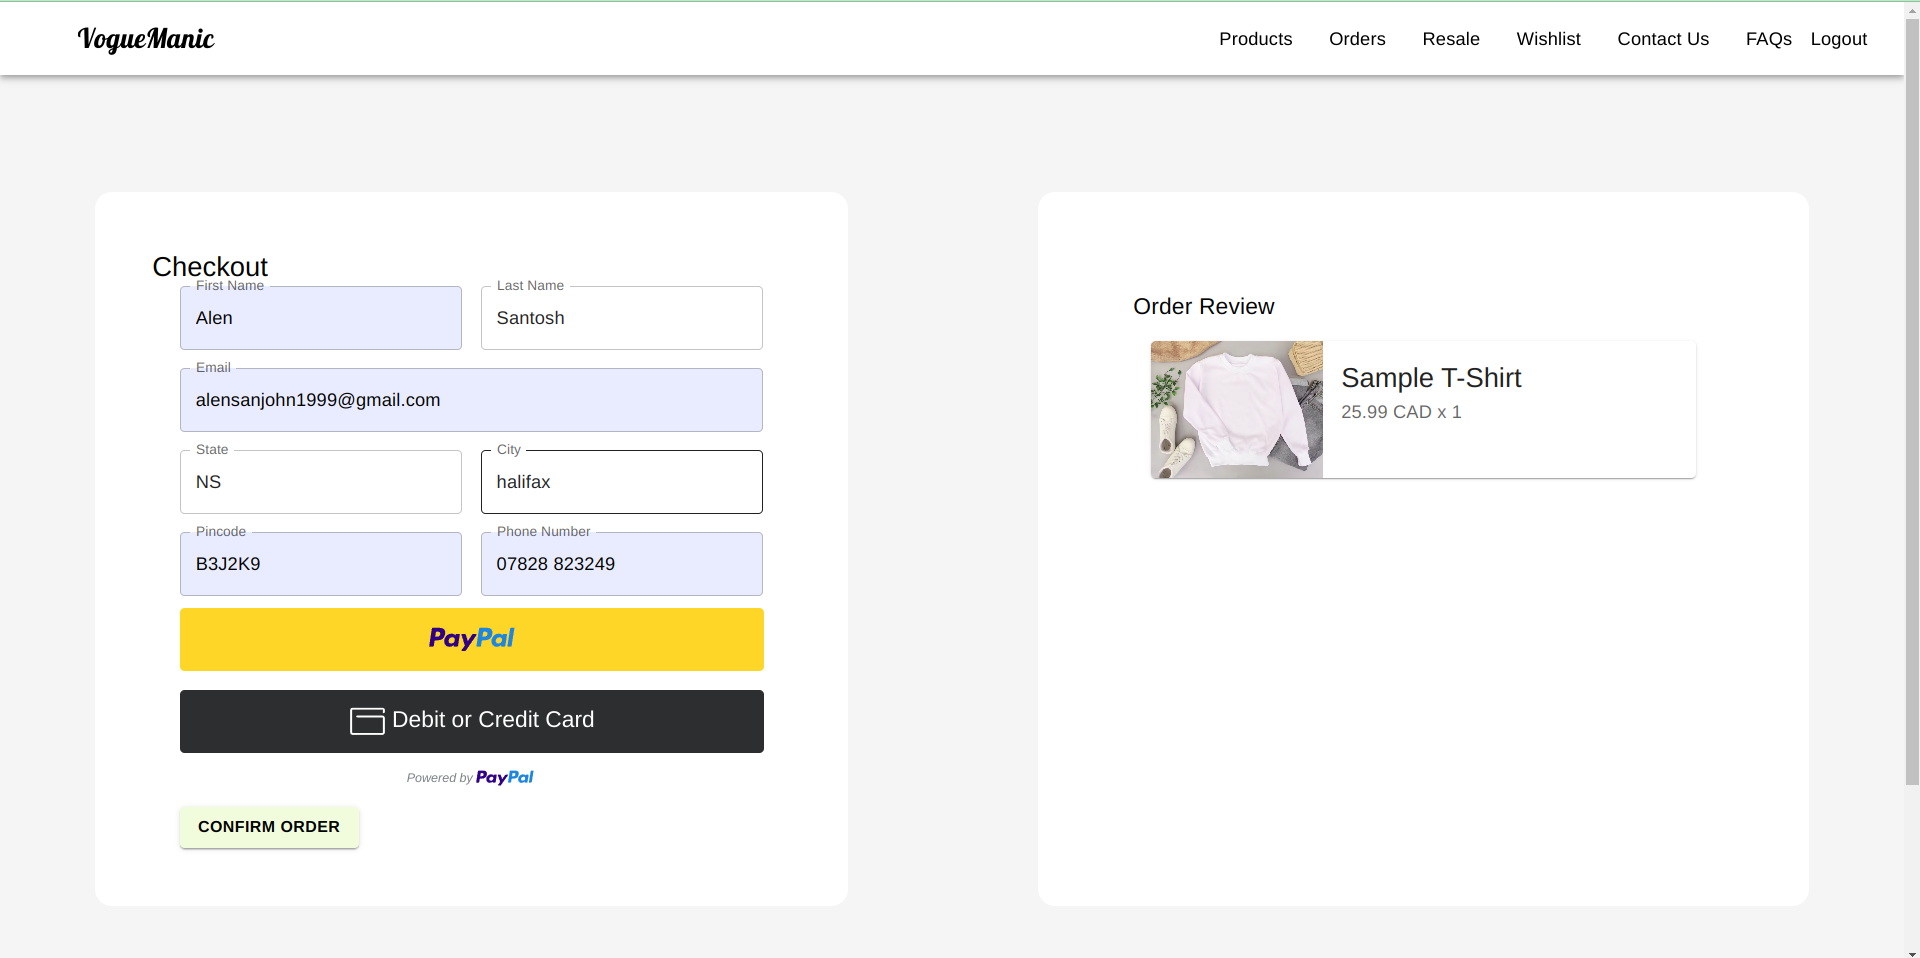 VogueManic
Products Orders Resale Wishlist Contact Us FAQs Logout
Checkout
First Name
Alen
Last Name
Santosh
Email
alensanjohn1999@gmail.com
State
NS
City
halifax
Pincode
B3J2K9
Phone Number
07828 823249
PayPal
Debit or Credit Card
Powered by PayPal
CONFIRM ORDER
Order Review
Sample T-Shirt
25.99 CAD x 1